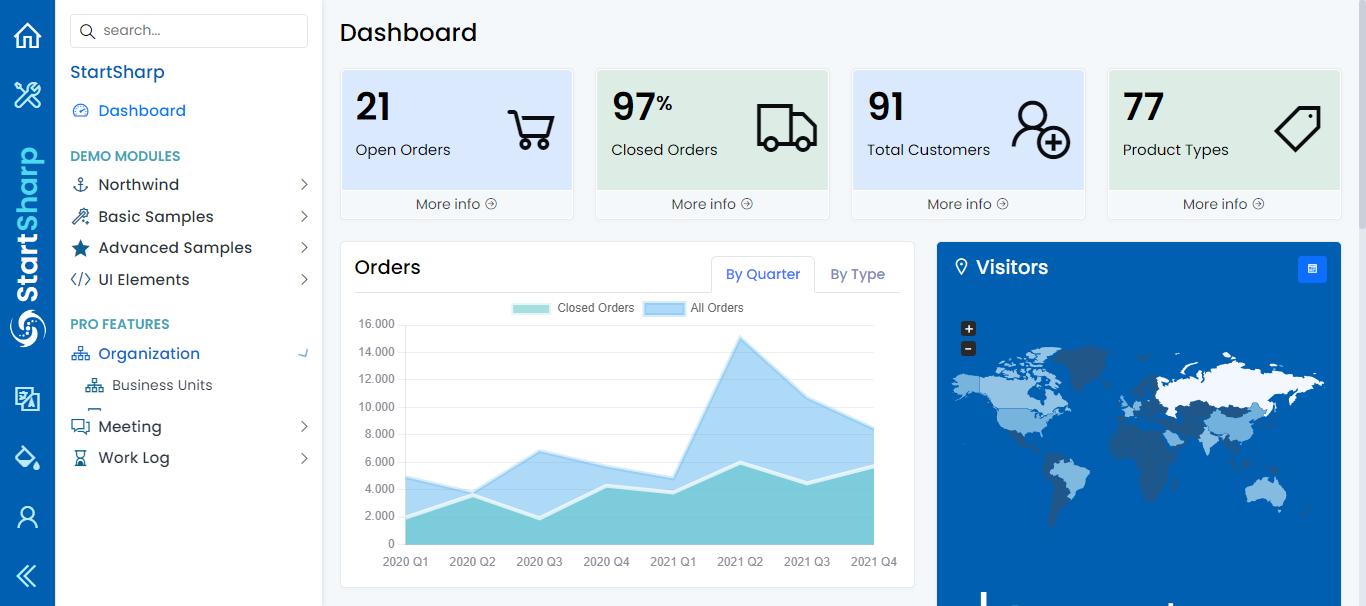 search...
StartSharp
Dashboard
DEMO MODULES
Northwind
Basic Samples
Advanced Samples
UI Elements
PRO FEATURES
Organization
Business Units
Meeting
Work Log
StartSharp
Dashboard
21
Open Orders
More info
97%
Closed Orders
More info
91
Total Customers
More info
77
Product Types
More info
Orders
By Quarter
By Type
Closed Orders
All Orders
16.000
14.000
12.000
10.000
8.000
6.000
4.000
2.000
0
2020 Q1
2020 Q2
2020 Q3
2020 Q4
2021 Q1
2021 Q2
2021 Q3
2021 Q4
Visitors
+
-